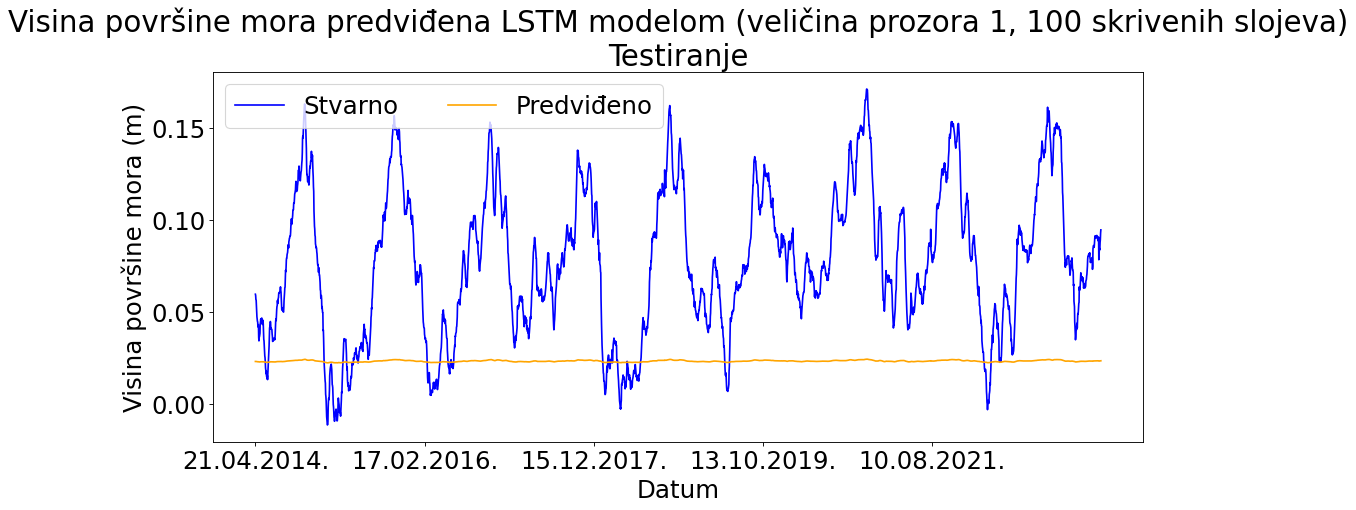 Visina površine mora predviđena LSTM modelom (veličina prozora 1, 100 skrivenih slojeva)
Testiranje
Stvarno Predviđeno
Visina površine mora (m)
0.15
0.10
0.05
0.00
21.04.2014. 17.02.2016. 15.12.2017. 13.10.2019. 10.08.2021.
Datum